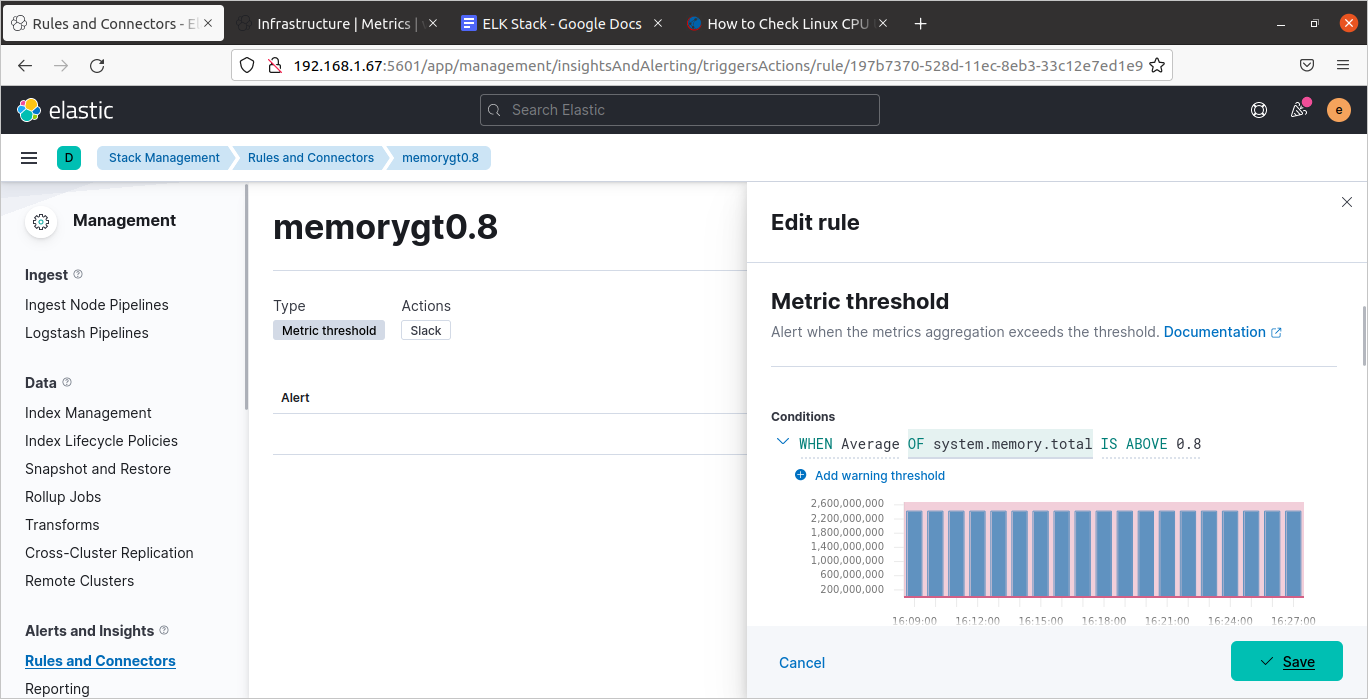 Rules and Connectors - El
Infrastructure | Metrics |
ELK Stack - Google Docs
How to Check Linux CPU
192.168.1.67:5601/app/management/insightsAndAlerting/triggersActions/rule/197b7370-528d-11ec-8eb3-33c12e7ed1e9
elastic
Search Elastic
e
D
Stack Management
Rules and Connectors
memorygt0.8
Management
Ingest
Ingest Node Pipelines
Logstash Pipelines
Data
Index Management
Index Lifecycle Policies
Snapshot and Restore
Rollup Jobs
Transforms
Cross-Cluster Replication
Remote Clusters
Alerts and Insights
Rules and Connectors
Reporting
memorygt0.8
Type
Actions
Metric threshold
Slack
Alert
Edit rule
Metric threshold
Alert when the metrics aggregation exceeds the threshold. Documentation
Conditions
WHEN Average OF system.memory.total IS ABOVE 0.8
Add warning threshold
2,600,000,000
2,200,000,000
1,800,000,000
1,400,000,000
1,000,000,000
600,000,000
200,000,000
16:09:00 16:12:00 16:15:00 16:18:00 16:21:00 16:24:00 16:27:00
Cancel
Save